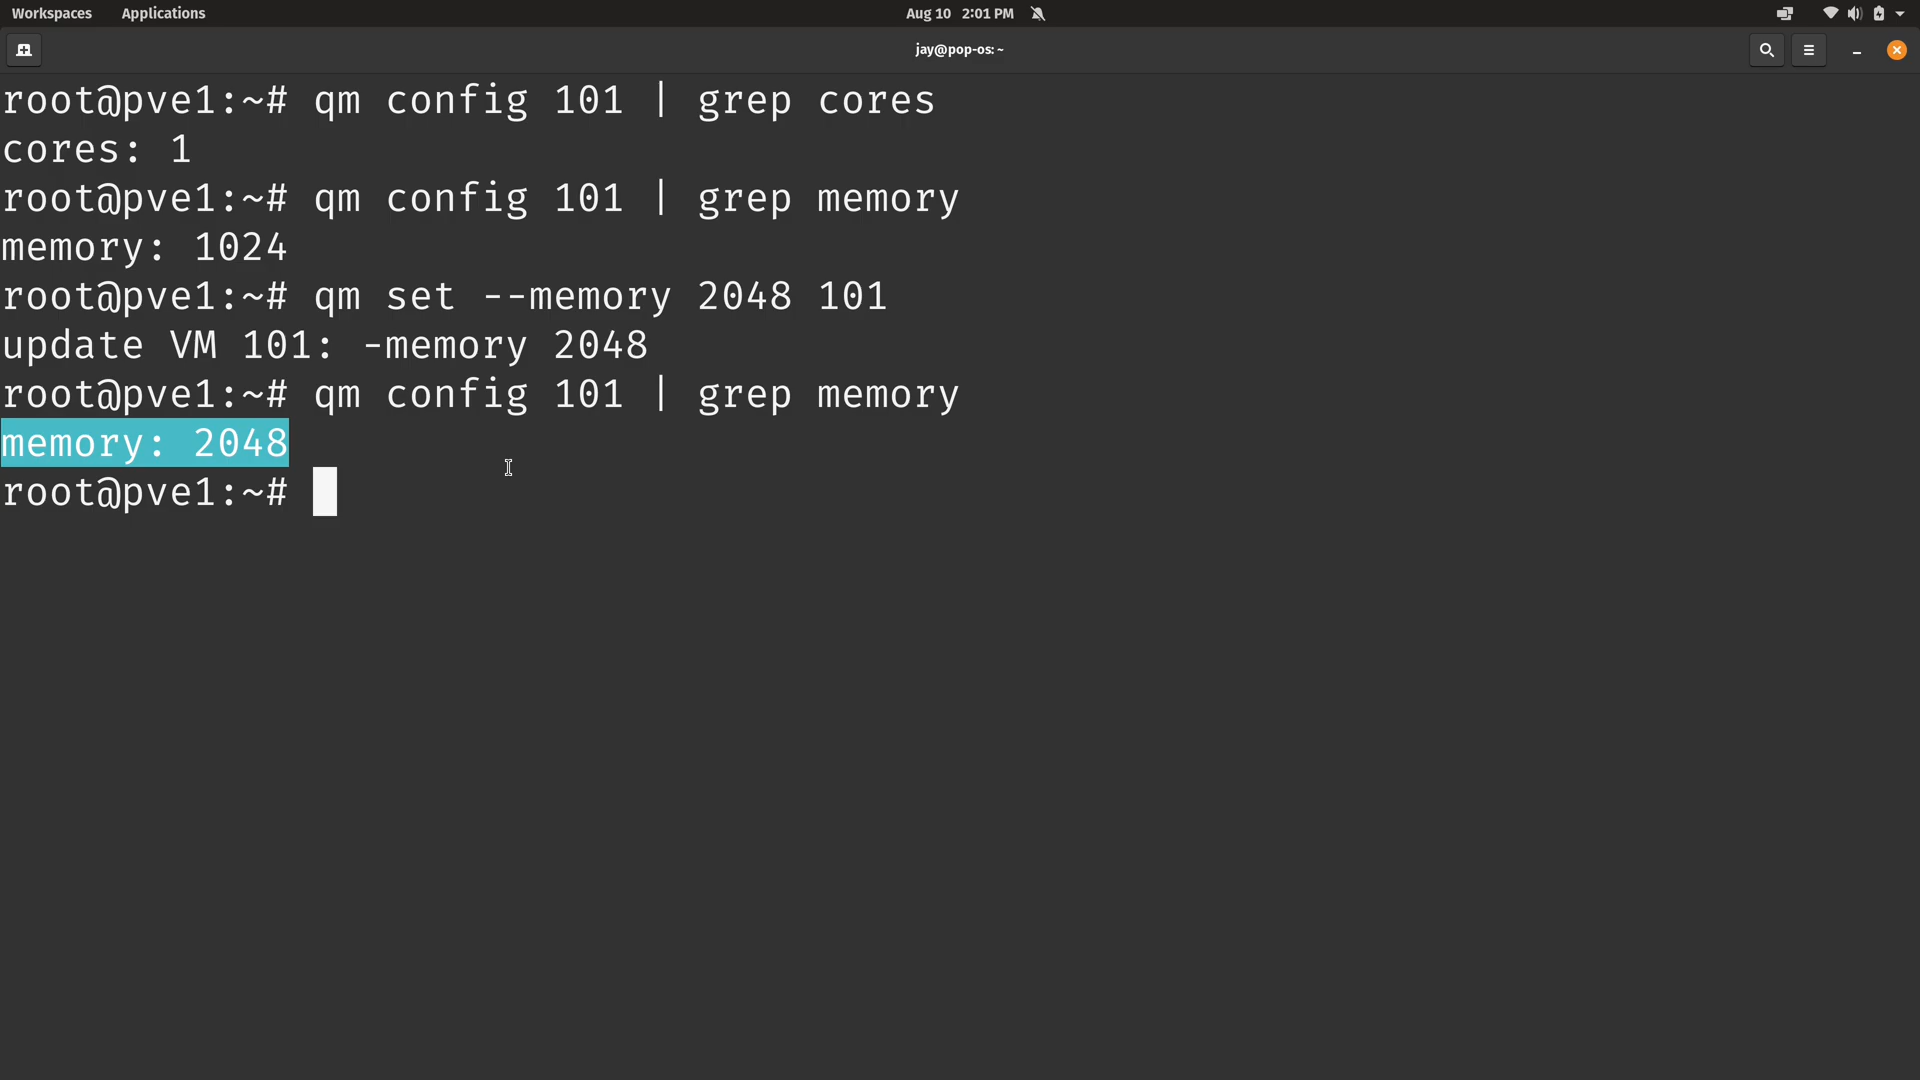 Workspaces Applications Aug 10 2:01 PM
jay@pop-os: ~
root@pve1:~# qm config 101 | grep cores
cores: 1
root@pve1:~# qm config 101 | grep memory
memory: 1024
root@pve1:~# qm set --memory 2048 101
update VM 101: -memory 2048
root@pve1:~# qm config 101 | grep memory
memory: 2048
root@pve1:~#